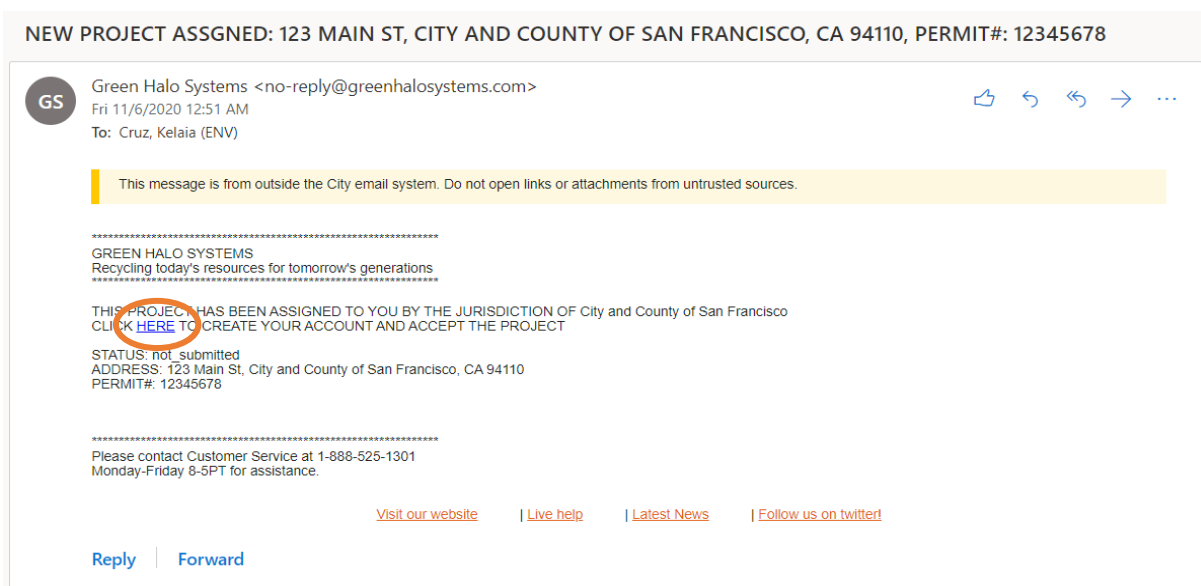 NEW PROJECT ASSGNED: 123 MAIN ST, CITY AND COUNTY OF SAN FRANCISCO, CA 94110, PERMIT#: 12345678
GS
Green Halo Systems <no-reply@greenhalosystems.com>
Fri 11/6/2020 12:51 AM
To: Cruz, Kelaia (ENV)
This message is from outside the City email system. Do not open links or attachments from untrusted sources.
******************************************************************
GREEN HALO SYSTEMS
Recycling today's resources for tomorrow's generations
******************************************************************
THIS PROJECT HAS BEEN ASSIGNED TO YOU BY THE JURISDICTION OF City and County of San Francisco
CLICK HERE TO CREATE YOUR ACCOUNT AND ACCEPT THE PROJECT
STATUS: not_submitted
ADDRESS: 123 Main St, City and County of San Francisco, CA 94110
PERMIT#: 12345678
******************************************************************
Please contact Customer Service at 1-888-525-1301
Monday-Friday 8-5PT for assistance.
Visit our website | Live help | Latest News | Follow us on twitter!
Reply | Forward